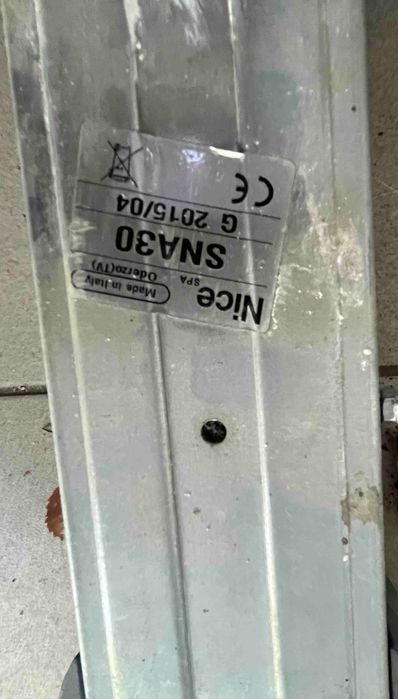 Nice SPA
Made in Italy
Oderzo(TV)
SNA30
G 2015/04
CE